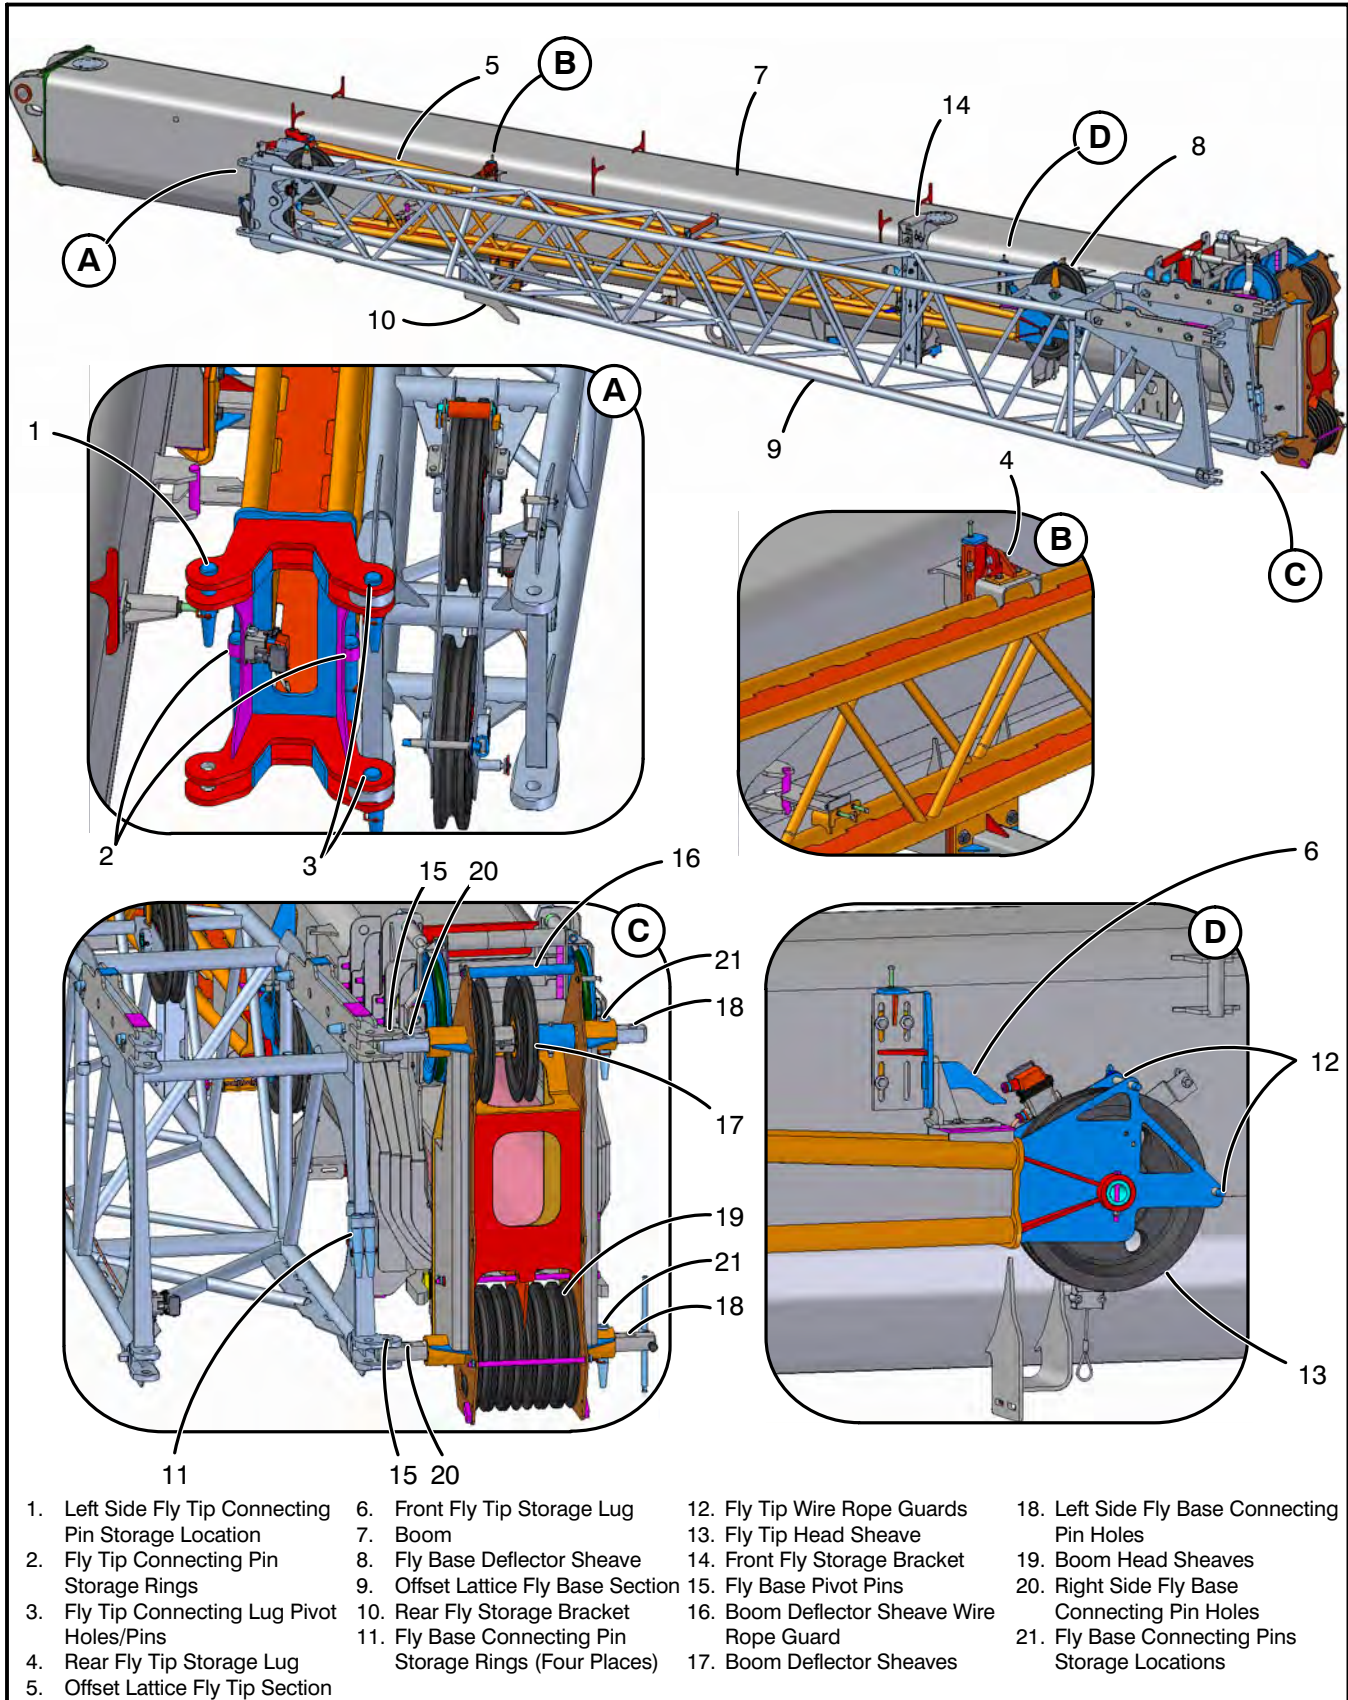 5
B
7
14
D
8
A
10
9
A
1
4
B
C
2
3
15
20
16
6
C
D
21
18
12
17
19
21
18
13
11
15
20
1. Left Side Fly Tip Connecting
Pin Storage Location
2. Fly Tip Connecting Pin
Storage Rings
3. Fly Tip Connecting Lug Pivot
Holes/Pins
4. Rear Fly Tip Storage Lug
5. Offset Lattice Fly Tip Section
6. Front Fly Tip Storage Lug
7. Boom
8. Fly Base Deflector Sheave
9. Offset Lattice Fly Base Section
10. Rear Fly Storage Bracket
11. Fly Base Connecting Pin
Storage Rings (Four Places)
12. Fly Tip Wire Rope Guards
13. Fly Tip Head Sheave
14. Front Fly Storage Bracket
15. Fly Base Pivot Pins
16. Boom Deflector Sheave Wire
Rope Guard
17. Boom Deflector Sheaves
18. Left Side Fly Base Connecting
Pin Holes
19. Boom Head Sheaves
20. Right Side Fly Base
Connecting Pin Holes
21. Fly Base Connecting Pins
Storage Locations